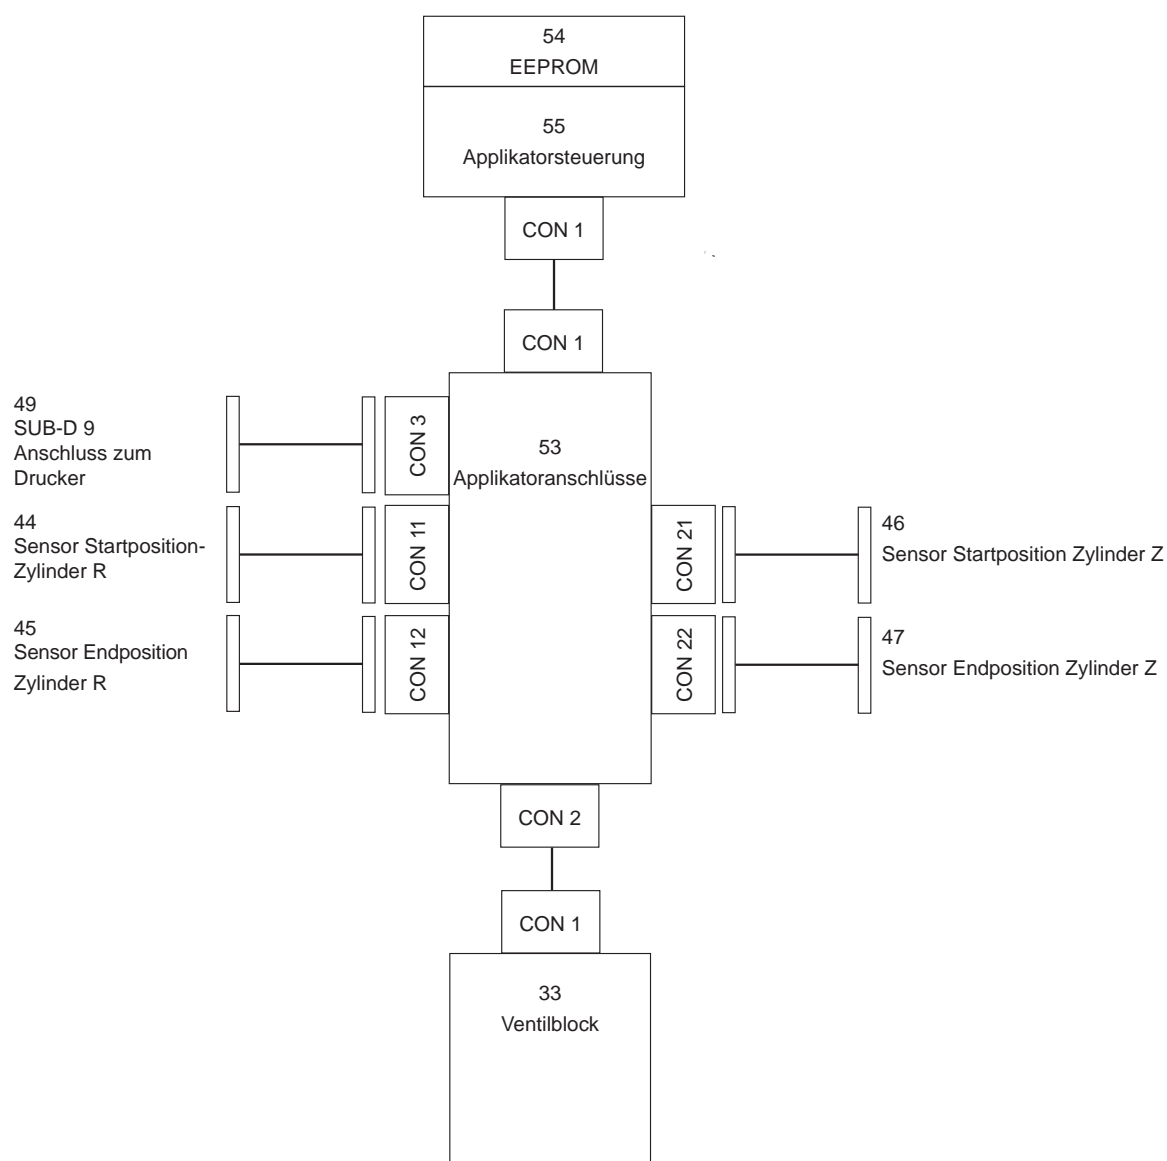 54
EEPROM
55
Applikatorsteuerung
CON 1
CON 1
49
SUB-D 9
Anschluss zum
Drucker
CON 3
53
Applikatoranschlüsse
44
Sensor Startposition-
Zylinder R
CON 11
CON 21
46
Sensor Startposition Zylinder Z
45
Sensor Endposition
Zylinder R
CON 12
CON 22
47
Sensor Endposition Zylinder Z
CON 2
CON 1
33
Ventilblock